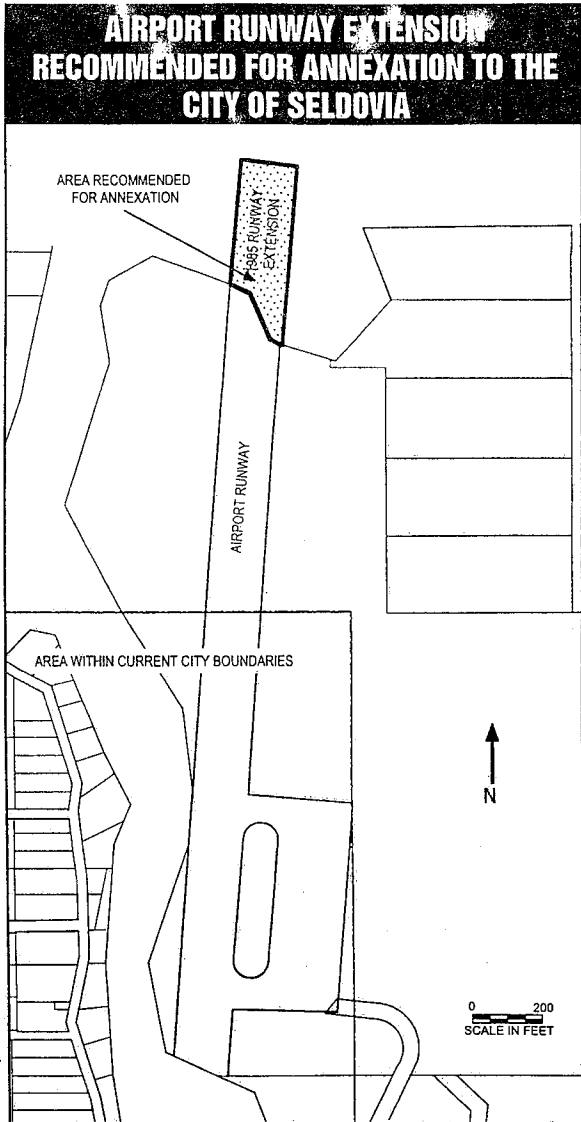 AIRPORT RUNWAY EXTENSION
RECOMMENDED FOR ANNEXATION TO THE
CITY OF SELDOVIA
AREA RECOMMENDED
FOR ANNEXATION
1985 RUNWAY
EXTENSION
AIRPORT RUNWAY
AREA WITHIN CURRENT CITY BOUNDARIES
N
0 200
SCALE IN FEET